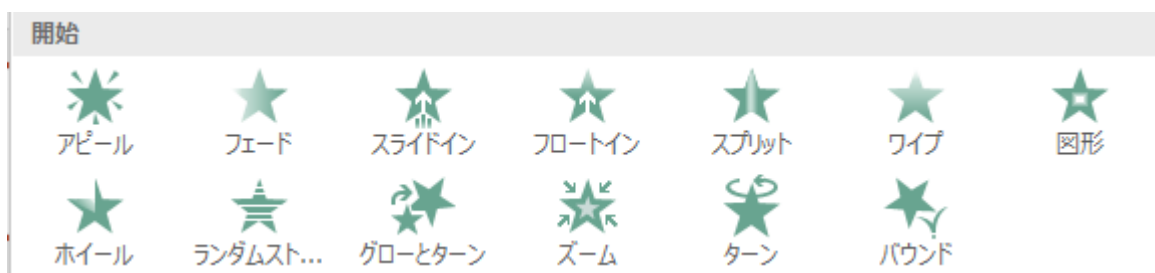 開始
アピール フェード スライドイン フロートイン スプリット ワイプ 図形
ホイール ランダムスト... グローとターン ズーム ターン バウンド